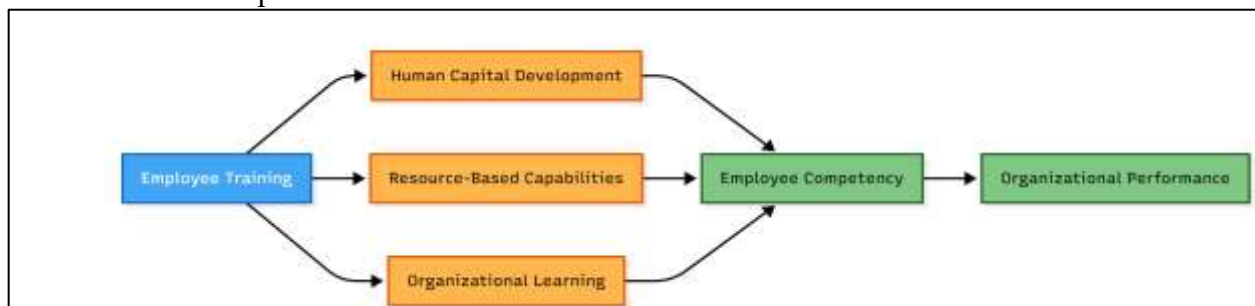 Human Capital Development
Employee Training
Resource-Based Capabilities
Employee Competency
Organizational Performance
Organizational Learning